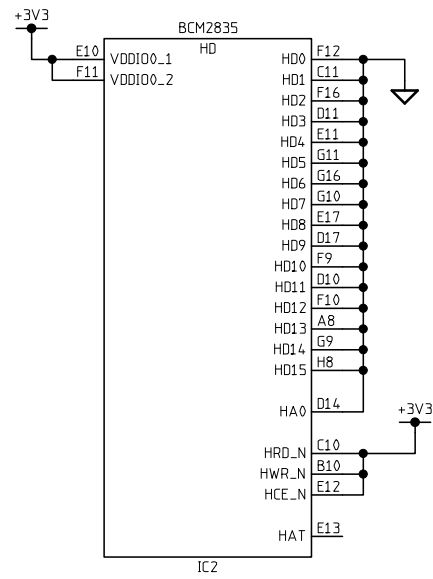 +3V3
BCM2835
HD
E10 VDDIO0_1
F11 VDDIO0_2
HD0 F12
HD1 C11
HD2 F16
HD3 D11
HD4 E11
HD5 G11
HD6 G16
HD7 G10
HD8 E17
HD9 D17
HD10 F9
HD11 D10
HD12 F10
HD13 A8
HD14 G9
HD15 H8
HA0 D14
+3V3
HRD_N C10
HWR_N B10
HCE_N E12
HAT E13
IC2